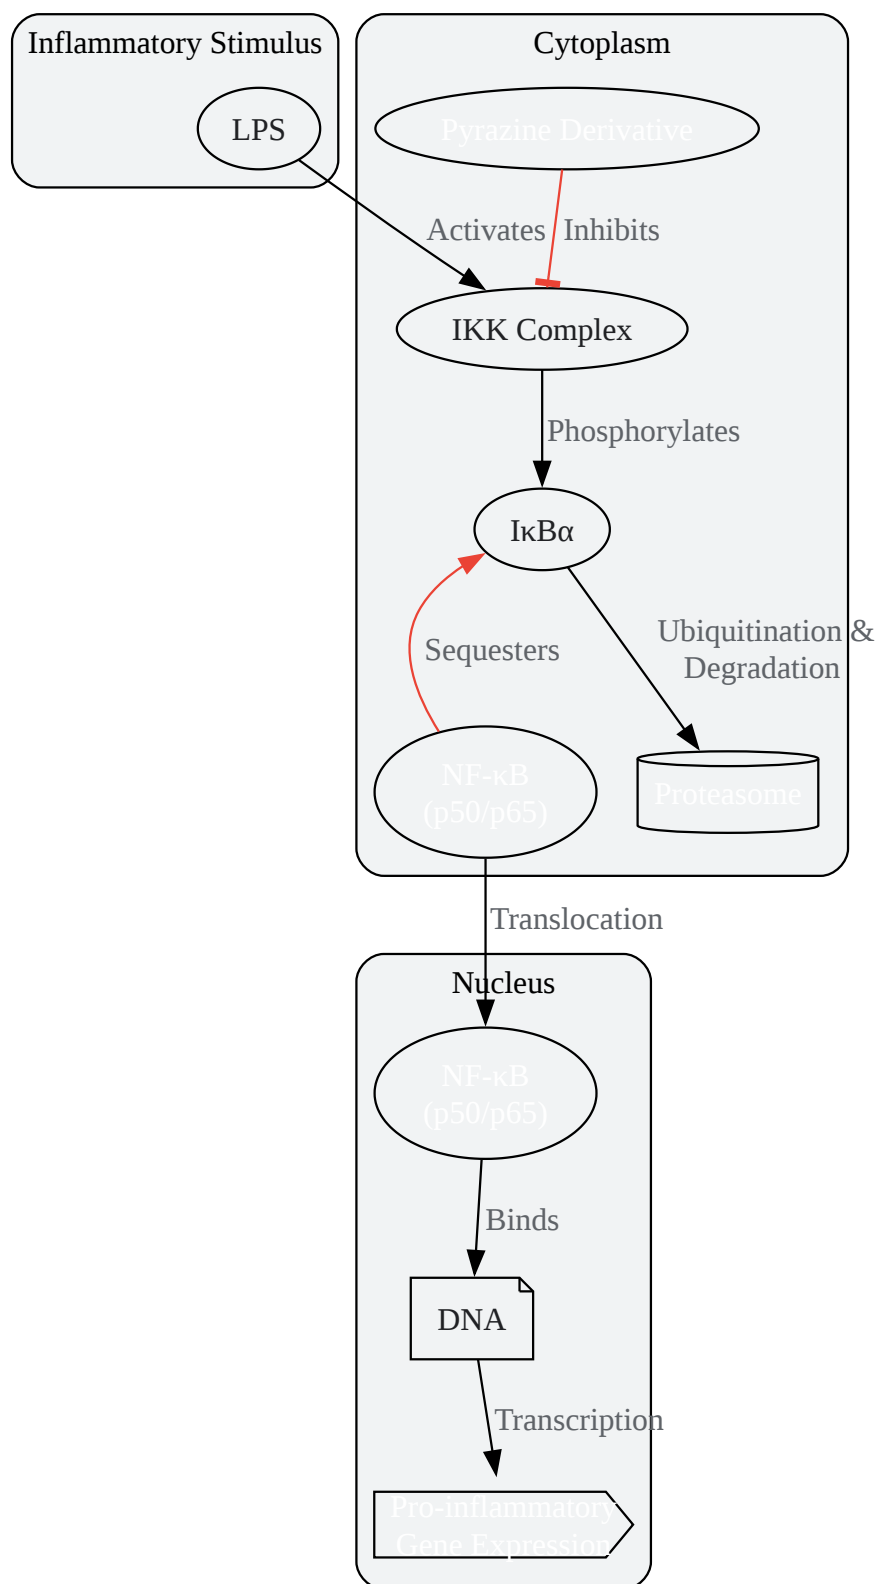 Inflammatory Stimulus
Cytoplasm
LPS
Pyrazine Derivative
Activates
Inhibits
IKK Complex
Phosphorylates
IκBα
Ubiquitination &
Degradation
Sequesters
NF-κB
(p50/p65)
Proteasome
Translocation
Nucleus
NF-κB
(p50/p65)
Binds
DNA
Transcription
Pro-inflammatory
Gene Expression